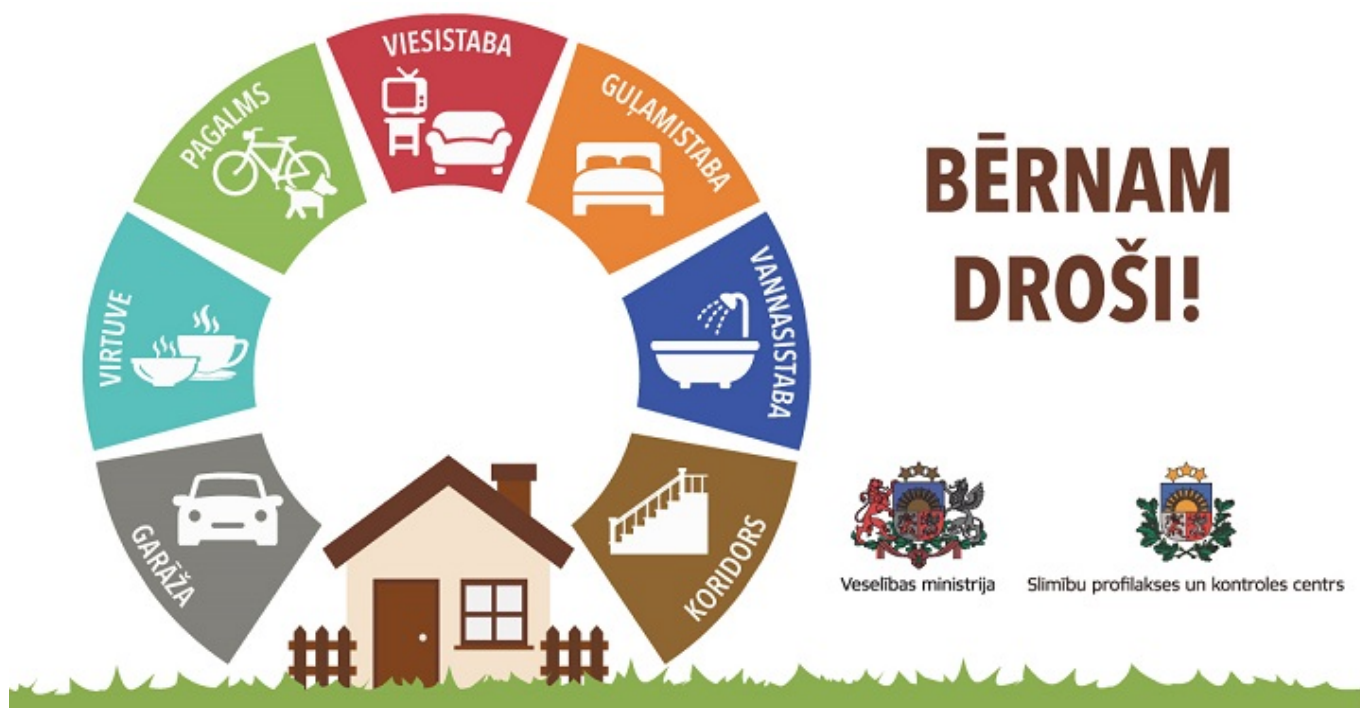 VIESISTABA
PAGALMS
GUĻAMISTABA
VIRTUVE
VANNASISTABA
GARĀŽA
KORIDORS
BĒRNAM
DROŠI!
Veselības ministrija
Slimību profilakses un kontroles centrs